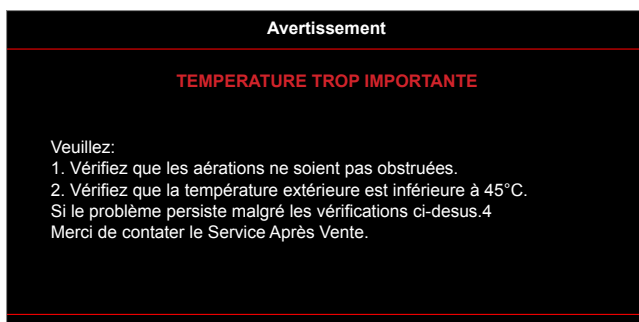 Avertissement
TEMPERATURE TROP IMPORTANTE
Veuillez:
1. Vérifiez que les aérations ne soient pas obstruées.
2. Vérifiez que la température extérieure est inférieure à 45°C.
Si le problème persiste malgré les vérifications ci-desus.4
Merci de contater le Service Après Vente.